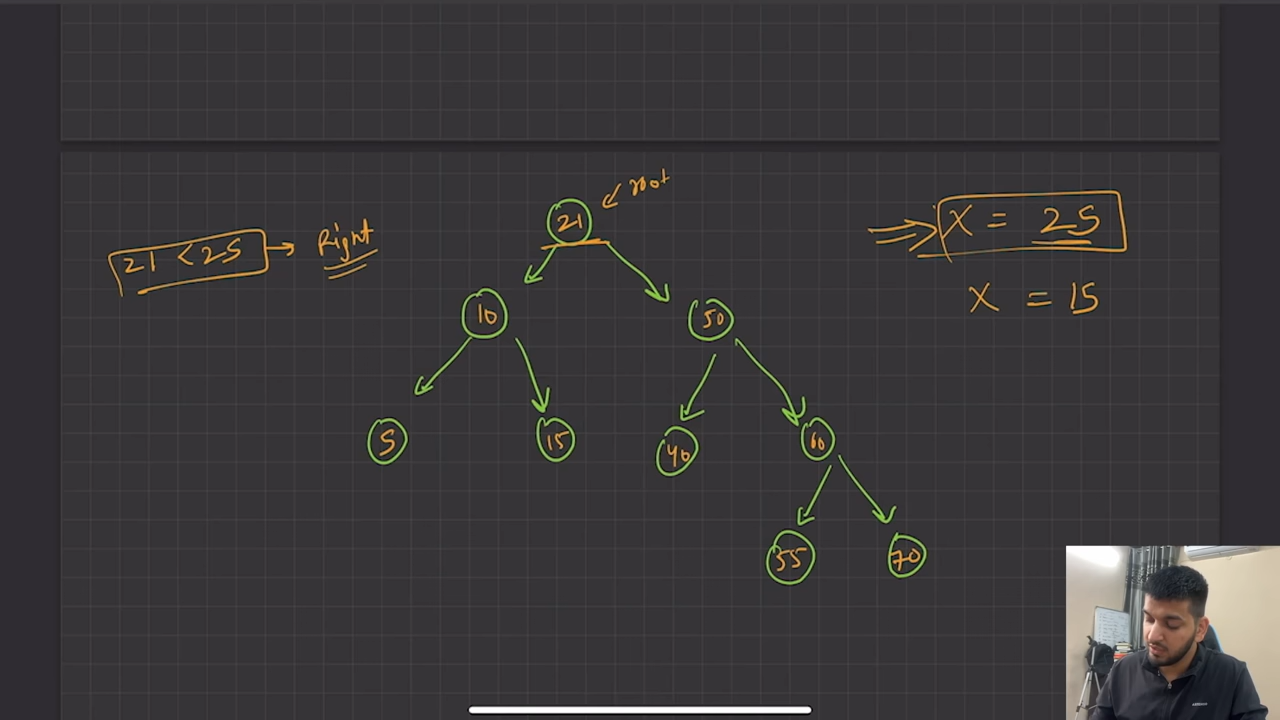 root
21
X = 25
21 < 25 → Right
X = 15
10
50
5
15
40
60
55
70